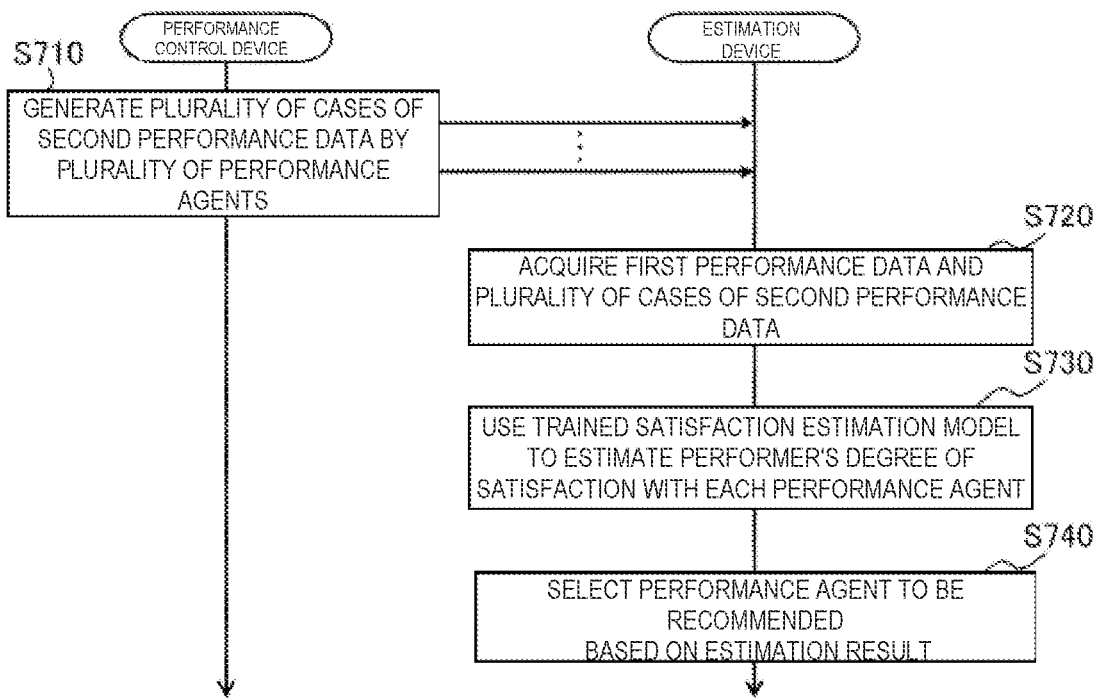 PERFORMANCE
CONTROL DEVICE
ESTIMATION
DEVICE
S710
GENERATE PLURALITY OF CASES OF
SECOND PERFORMANCE DATA BY
PLURALITY OF PERFORMANCE
AGENTS
S720
ACQUIRE FIRST PERFORMANCE DATA AND
PLURALITY OF CASES OF SECOND PERFORMANCE
DATA
S730
USE TRAINED SATISFACTION ESTIMATION MODEL
TO ESTIMATE PERFORMER'S DEGREE OF
SATISFACTION WITH EACH PERFORMANCE AGENT
S740
SELECT PERFORMANCE AGENT TO BE
RECOMMENDED
BASED ON ESTIMATION RESULT